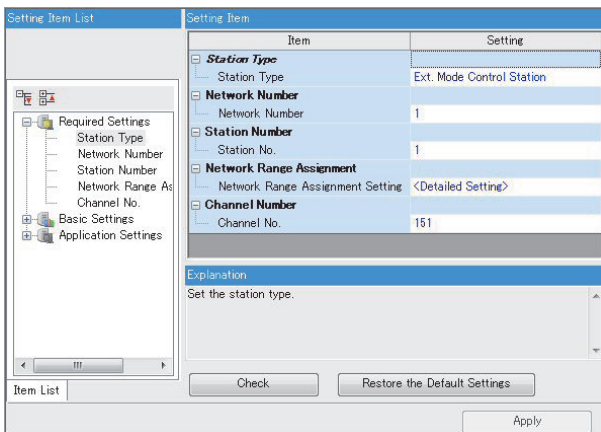 Setting Item List
Setting Item
Item Setting
Station Type
Station Type Ext. Mode Control Station
Network Number
Network Number 1
Station Number
Station No. 1
Network Range Assignment
Network Range Assignment Setting <Detailed Setting>
Channel Number
Channel No. 151
Required Settings
Station Type
Network Number
Station Number
Network Range As
Channel No.
Basic Settings
Application Settings
Item List
Explanation
Set the station type.
Check
Restore the Default Settings
Apply